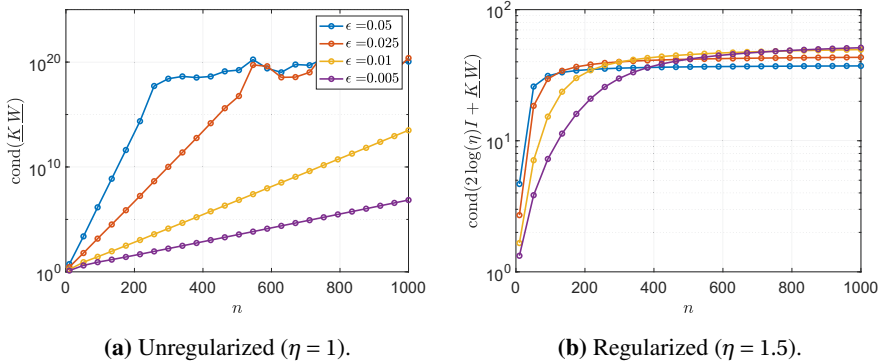 cond(K W)
10^20
10^10
10^0
0 200 400 600 800 1000
n
ϵ =0.05
ϵ =0.025
ϵ =0.01
ϵ =0.005
(a) Unregularized (η = 1).
cond(2 log(η)I + K W)
10^2
10^1
10^0
0 200 400 600 800 1000
n
(b) Regularized (η = 1.5).